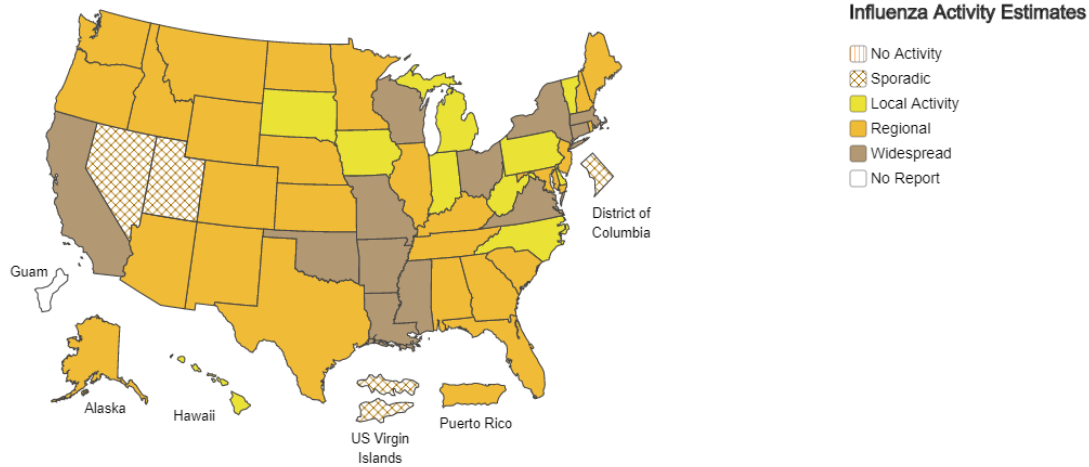 Influenza Activity Estimates
No Activity
Sporadic
Local Activity
Regional
Widespread
No Report
District of
Columbia
Guam
Alaska
Hawaii
US Virgin
Islands
Puerto Rico